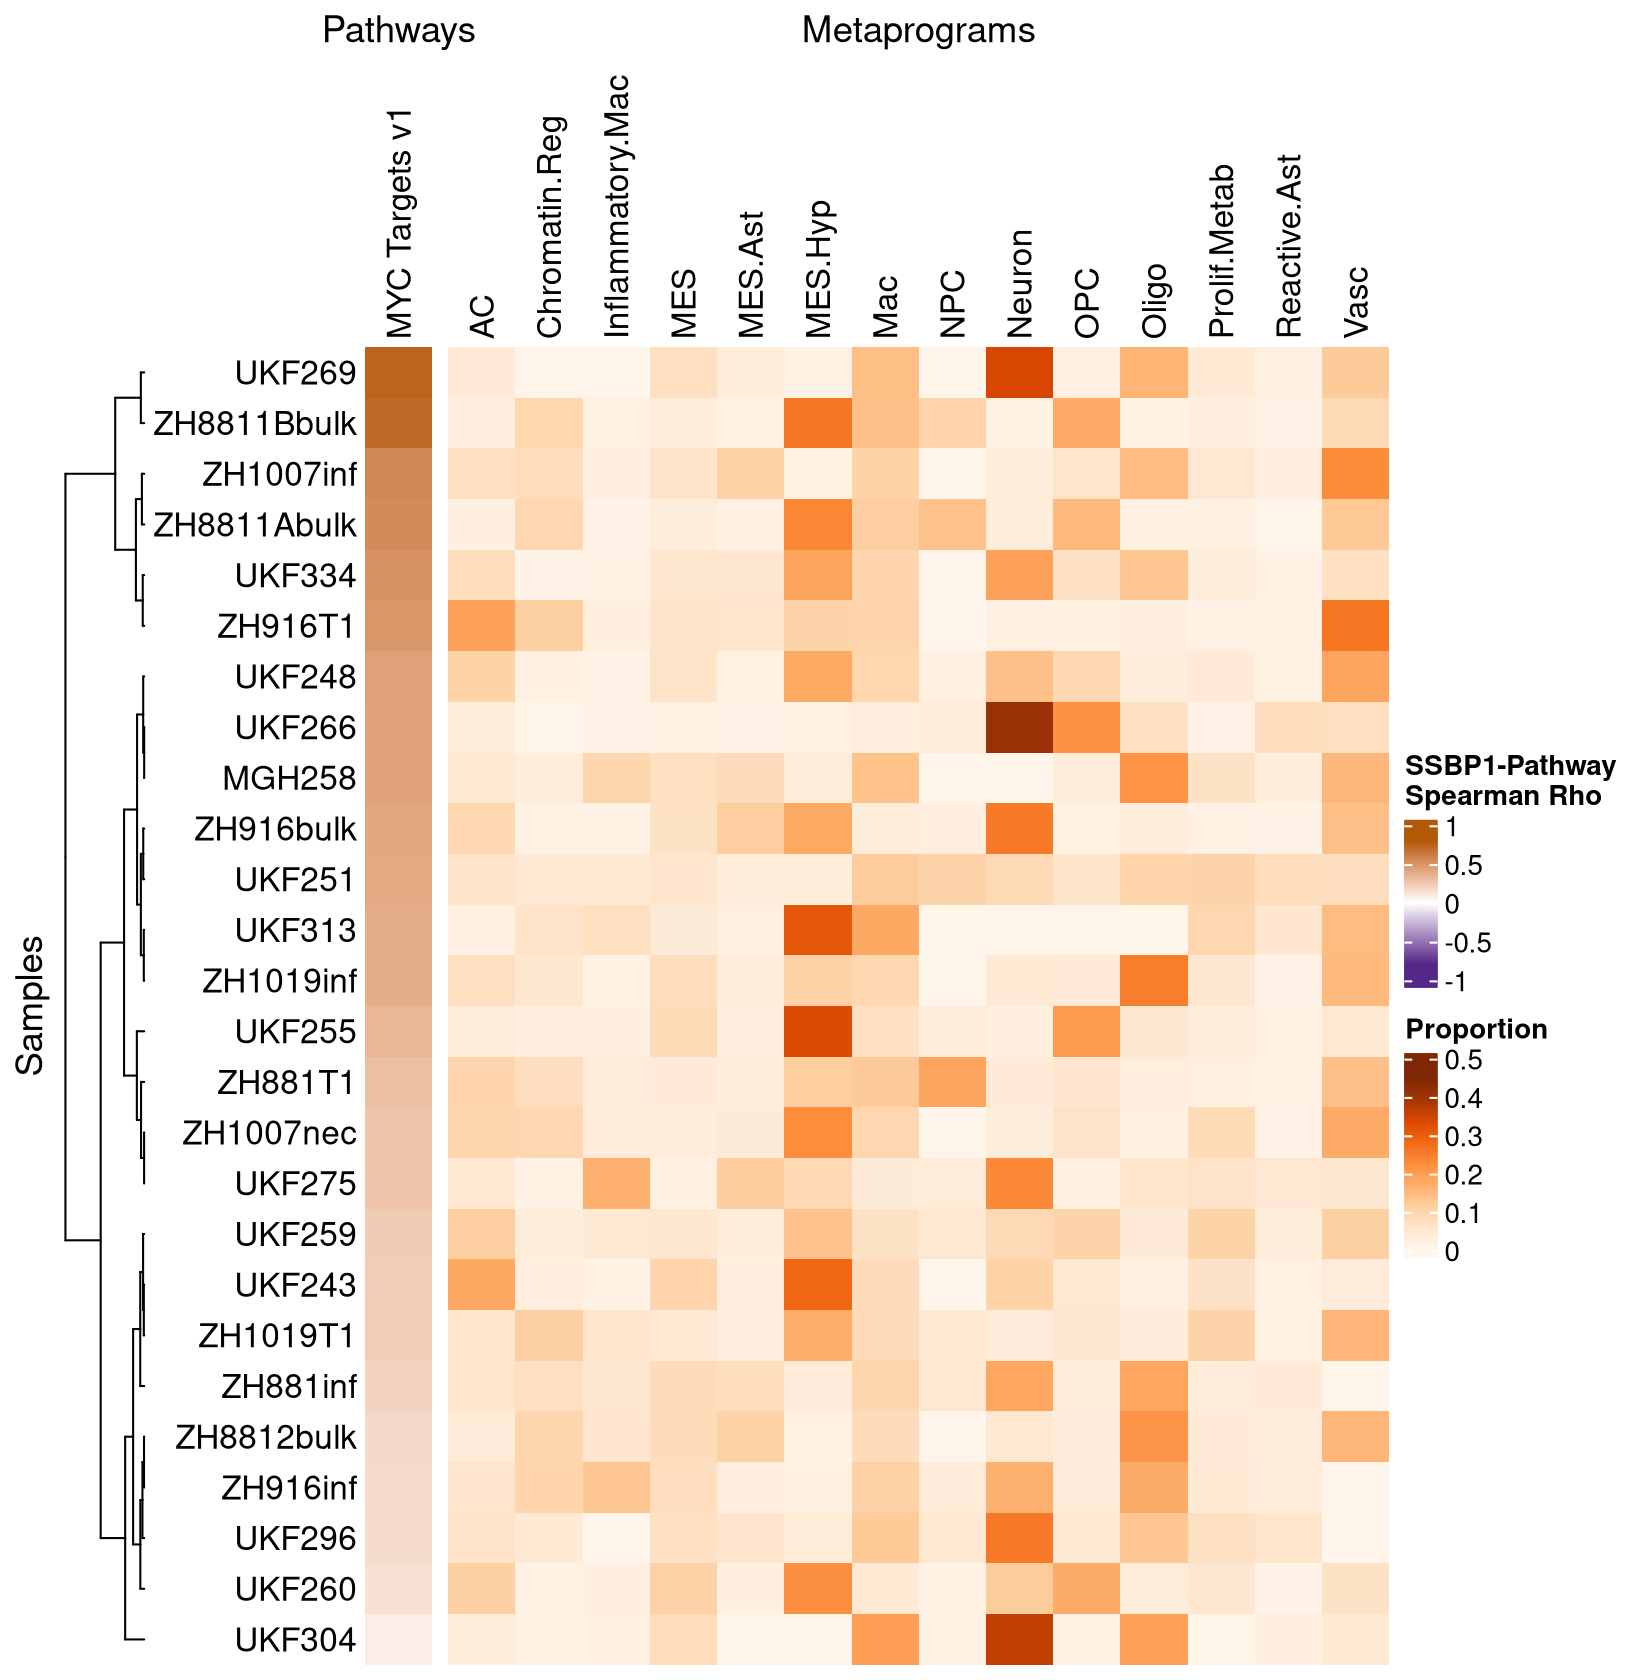 Pathways
Metaprograms
MYC Targets v1
AC
Chromatin.Reg
Inflammatory.Mac
MES
MES.Ast
MES.Hyp
Mac
NPC
Neuron
OPC
Oligo
Prolif.Metab
Reactive.Ast
Vasc
Samples
UKF269
ZH8811Bbulk
ZH1007inf
ZH8811Abulk
UKF334
ZH916T1
UKF248
UKF266
MGH258
ZH916bulk
UKF251
UKF313
ZH1019inf
UKF255
ZH881T1
ZH1007nec
UKF275
UKF259
UKF243
ZH1019T1
ZH881inf
ZH8812bulk
ZH916inf
UKF296
UKF260
UKF304
SSBP1-Pathway
Spearman Rho
1
0.5
0
-0.5
-1
Proportion
0.5
0.4
0.3
0.2
0.1
0